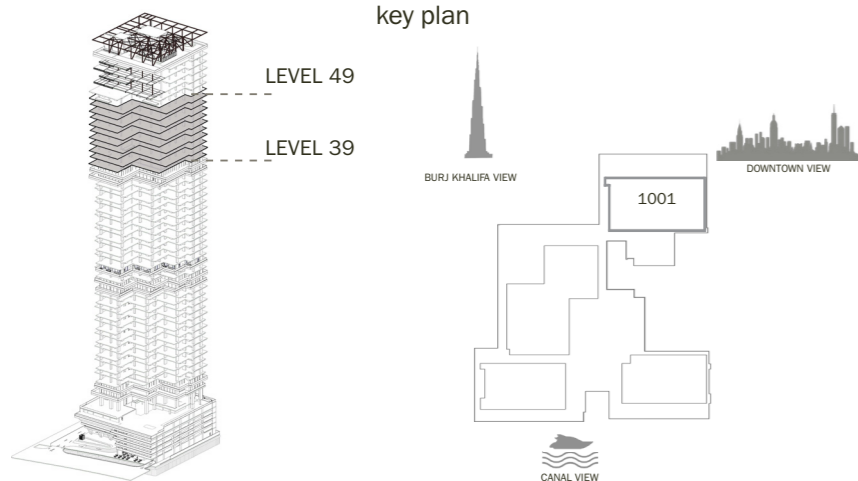 key plan
LEVEL 49
LEVEL 39
BURJ KHALIFA VIEW
DOWNTOWN VIEW
1001
CANAL VIEW